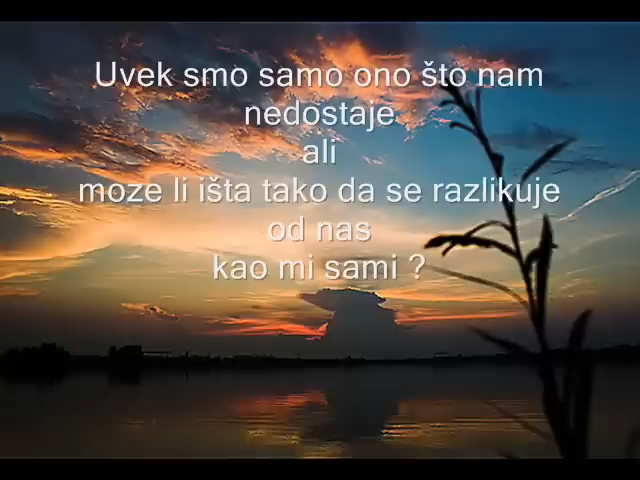 Uvek smo samo ono što nam
nedostaje
ali
moze li išta tako da se razlikuje
od nas
kao mi sami ?